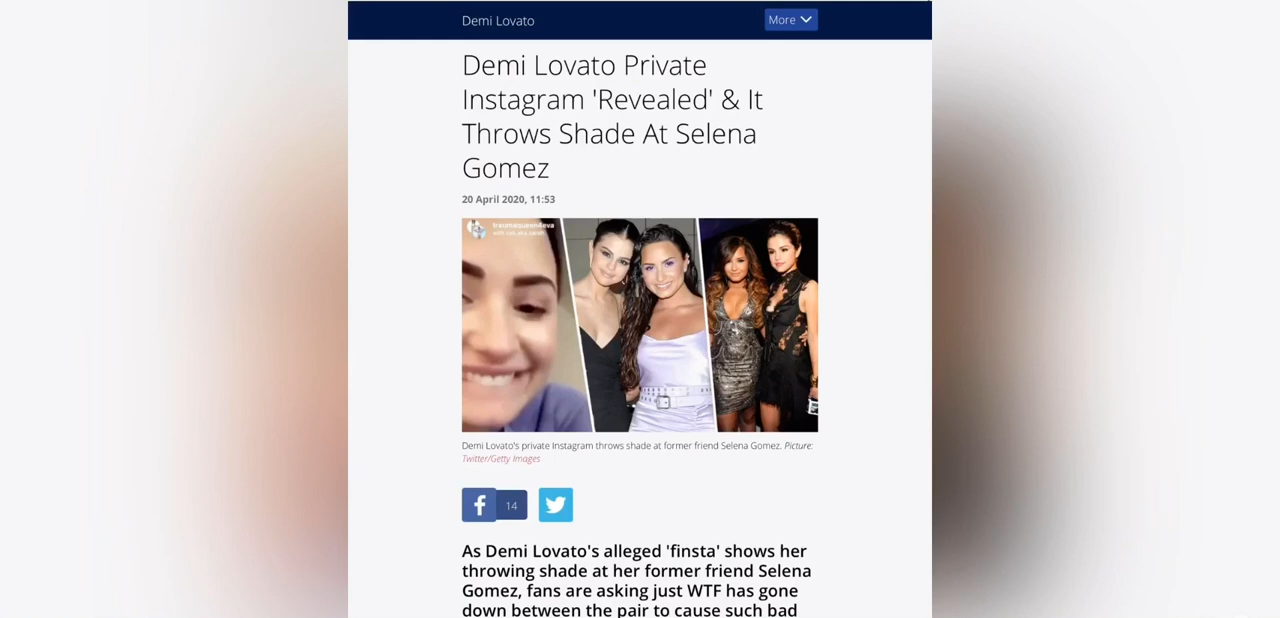 Demi Lovato
More
Demi Lovato Private
Instagram 'Revealed' & It
Throws Shade At Selena
Gomez
20 April 2020, 11:53
traumaqueen4eva
Demi Lovato's private Instagram throws shade at former friend Selena Gomez. Picture:
Twitter/Getty Images
14
As Demi Lovato's alleged 'finsta' shows her
throwing shade at her former friend Selena
Gomez, fans are asking just WTF has gone
down between the pair to cause such bad